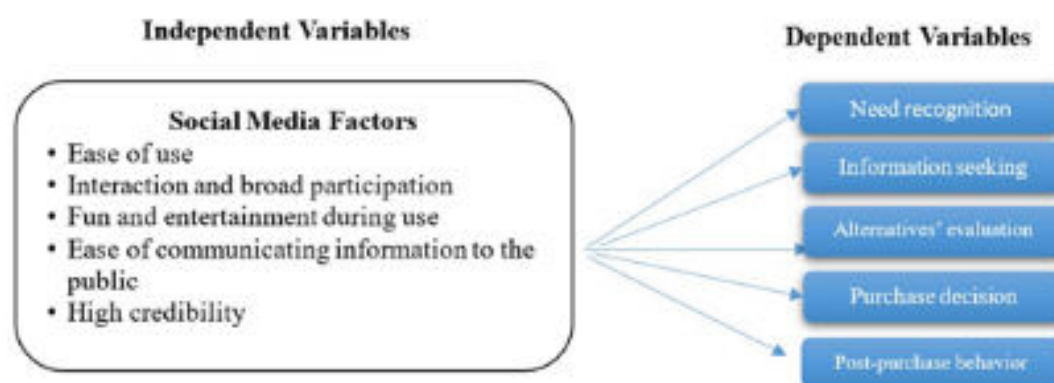 Independent Variables
Social Media Factors
• Ease of use
• Interaction and broad participation
• Fun and entertainment during use
• Ease of communicating information to the
public
• High credibility
Dependent Variables
Need recognition
Information seeking
Alternatives' evaluation
Purchase decision
Post-purchase behavior